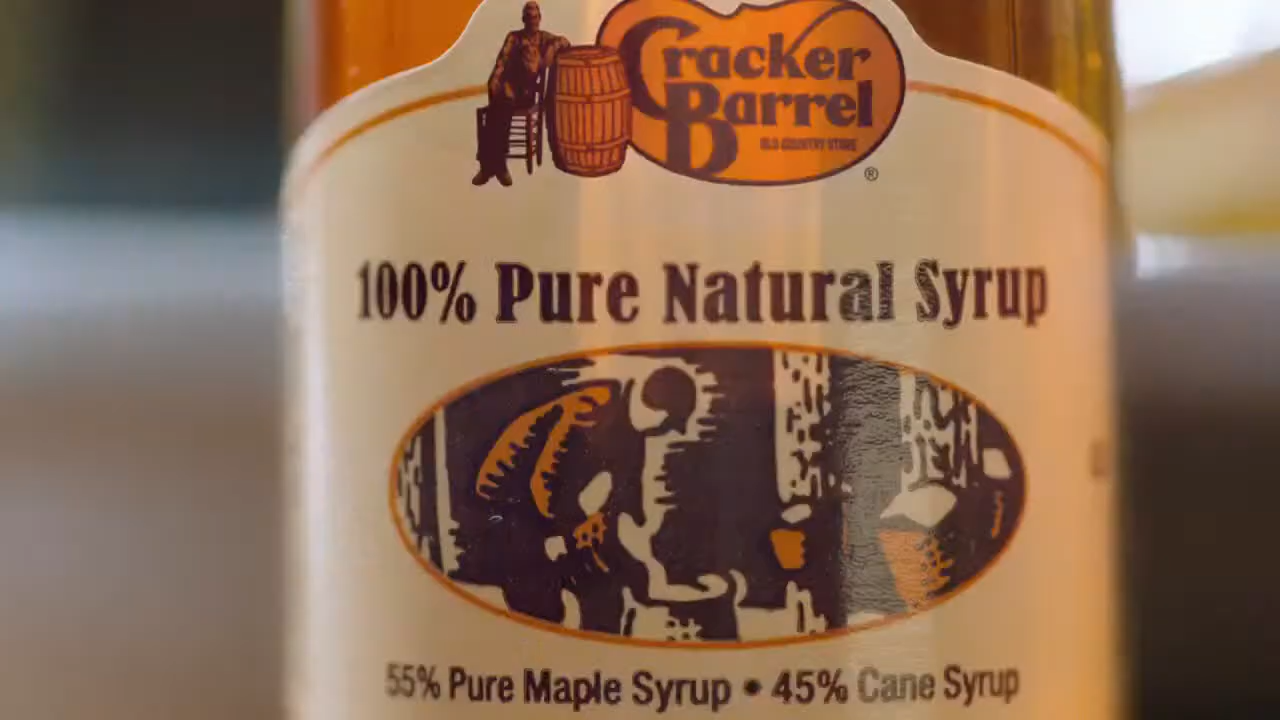 Cracker
Barrel
OLD COUNTRY STORE
®
100% Pure Natural Syrup
55% Pure Maple Syrup • 45% Cane Syrup